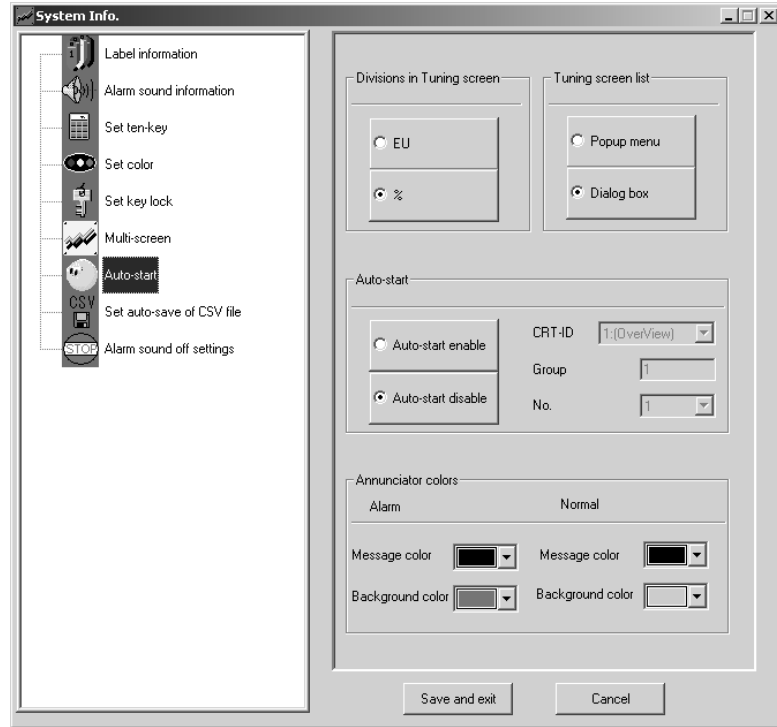 System Info.
Label information
Alarm sound information
Set ten-key
Set color
Set key lock
Multi-screen
Auto-start
CSV
Set auto-save of CSV file
STOP
Alarm sound off settings
Divisions in Tuning screen
EU
%
Tuning screen list
Popup menu
Dialog box
Auto-start
Auto-start enable
Auto-start disable
CRT-ID
1:(OverView)
Group
1
No.
1
Annunciator colors
Alarm
Normal
Message color
Message color
Background color
Background color
Save and exit
Cancel